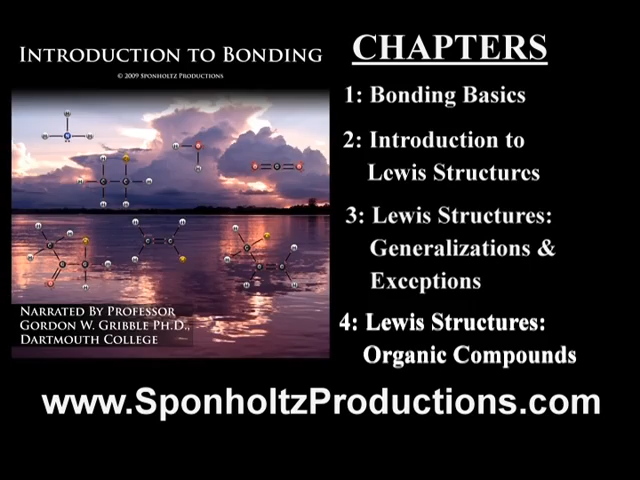 INTRODUCTION TO BONDING
© 2009 SPONHOLTZ PRODUCTIONS
NARRATED BY PROFESSOR
GORDON W. GRIBBLE PH.D.,
DARTMOUTH COLLEGE
CHAPTERS
1: Bonding Basics
2: Introduction to
Lewis Structures
3: Lewis Structures:
Generalizations &
Exceptions
4: Lewis Structures:
Organic Compounds
www.SponholtzProductions.com